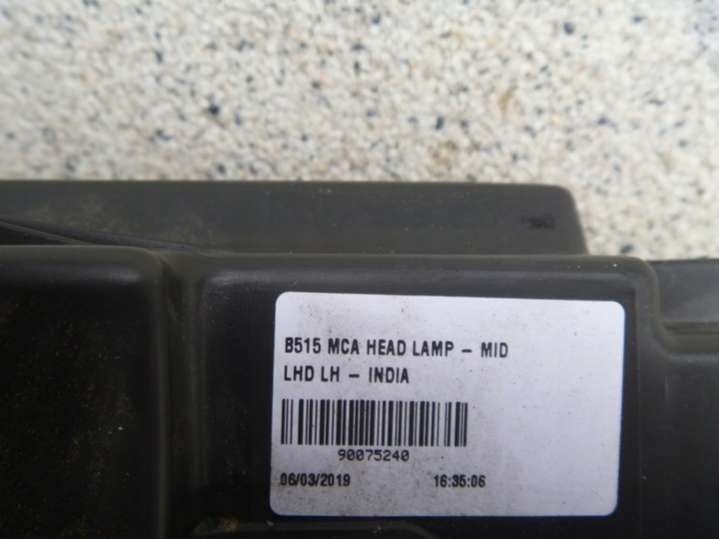 B515 MCA HEAD LAMP - MID
LHD LH - INDIA
90075240
06/03/2019 16:35:06